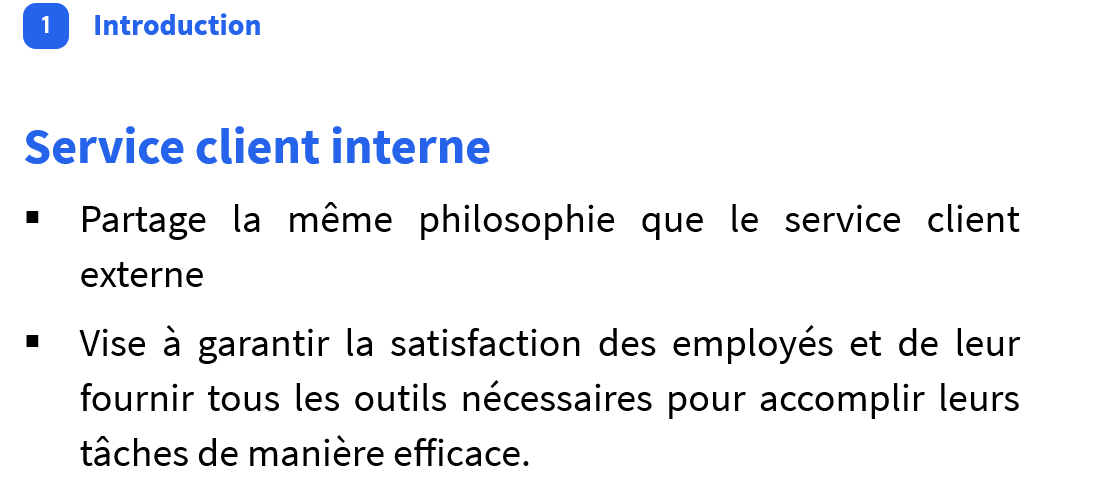 1 Introduction
Service client interne
▪ Partage la même philosophie que le service client
externe
▪ Vise à garantir la satisfaction des employés et de leur
fournir tous les outils nécessaires pour accomplir leurs
tâches de manière efficace.